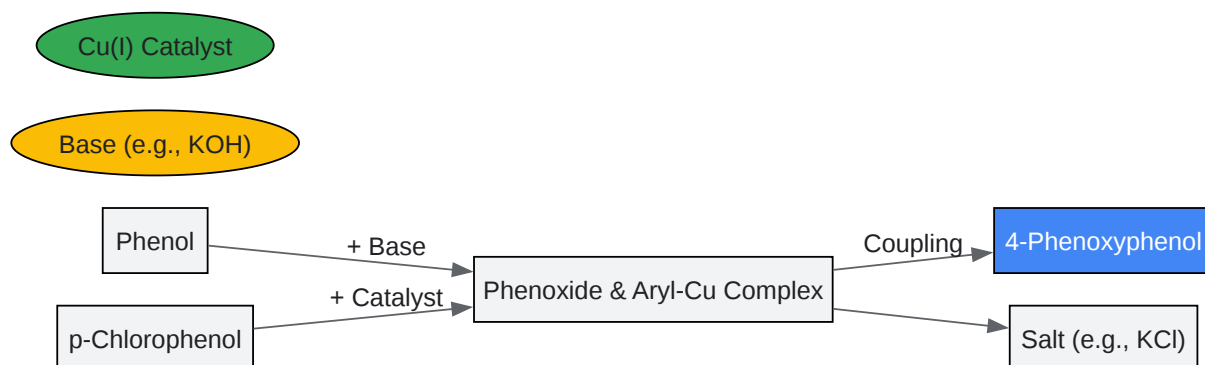 Cu(I) Catalyst
Base (e.g., KOH)
Phenol
+ Base
Coupling
4-Phenoxyphenol
+ Catalyst
Phenoxide & Aryl-Cu Complex
p-Chlorophenol
Salt (e.g., KCl)